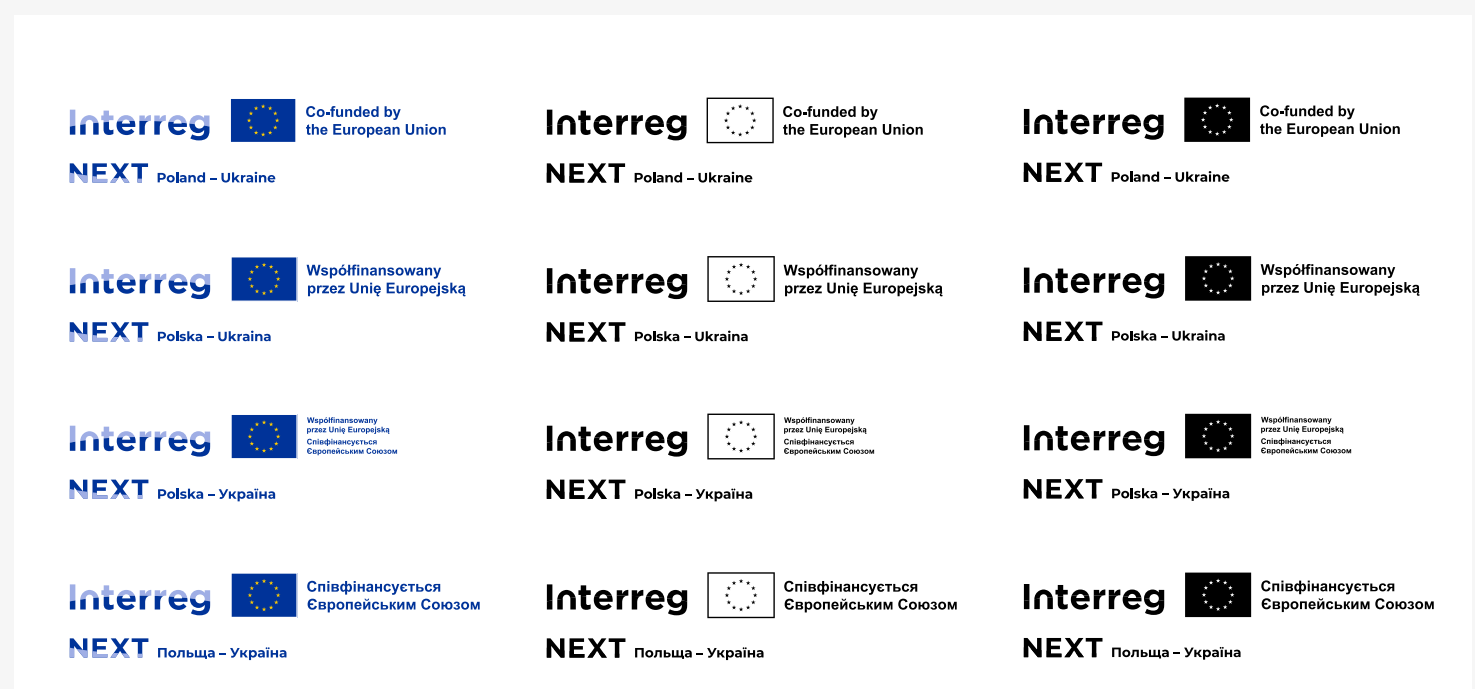 Interreg
Co-funded by
the European Union
NEXT Poland – Ukraine
Interreg
Co-funded by
the European Union
NEXT Poland – Ukraine
Interreg
Co-funded by
the European Union
NEXT Poland – Ukraine
Interreg
Współfinansowany
przez Unię Europejską
NEXT Polska – Ukraina
Interreg
Współfinansowany
przez Unię Europejską
NEXT Polska – Ukraina
Interreg
Współfinansowany
przez Unię Europejską
NEXT Polska – Ukraina
Interreg
Współfinansowany
przez Unię Europejską
Співфінансується
Європейським Союзом
NEXT Polska – Україна
Interreg
Współfinansowany
przez Unię Europejską
Співфінансується
Європейським Союзом
NEXT Polska – Україна
Interreg
Współfinansowany
przez Unię Europejską
Співфінансується
Європейським Союзом
NEXT Polska – Україна
Interreg
Співфінансується
Європейським Союзом
NEXT Польща – Україна
Interreg
Співфінансується
Європейським Союзом
NEXT Польща – Україна
Interreg
Співфінансується
Європейським Союзом
NEXT Польща – Україна